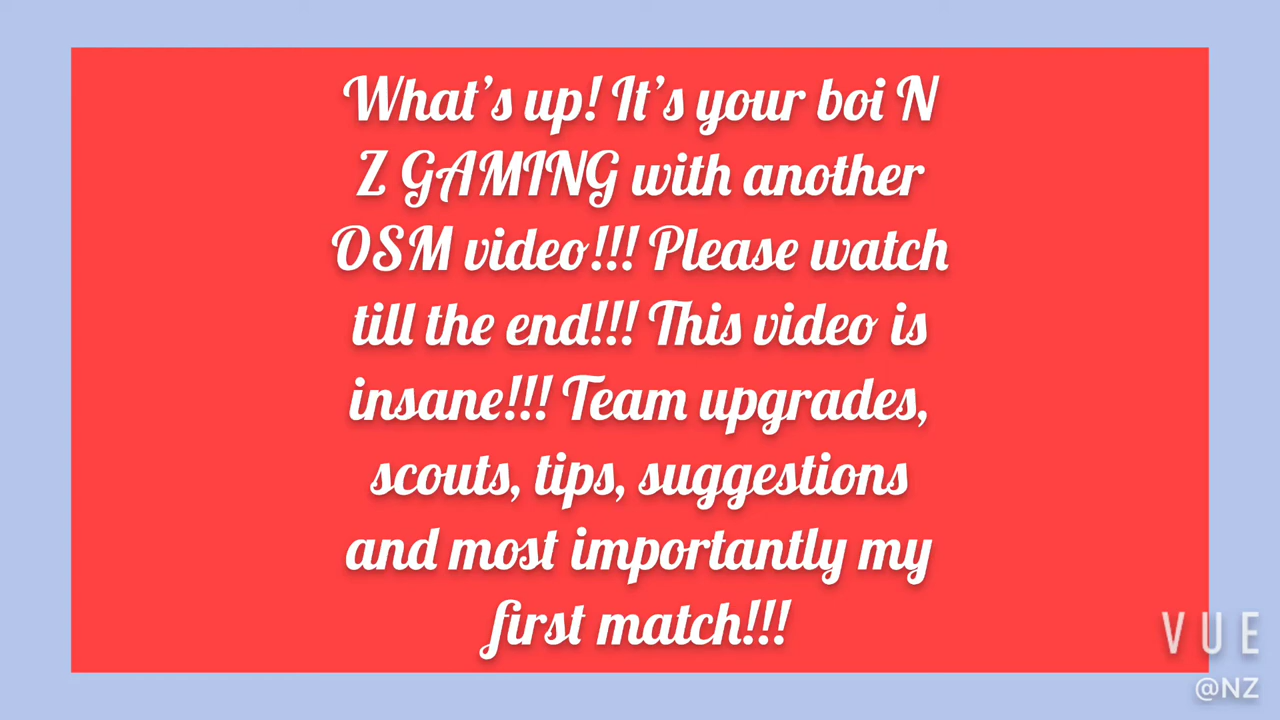 What's up! It's your boi N
Z GAMING with another
OSM video!!! Please watch
till the end!!! This video is
insane!!! Team upgrades,
scouts, tips, suggestions
and most importantly my
first match!!!
VUE
@NZ